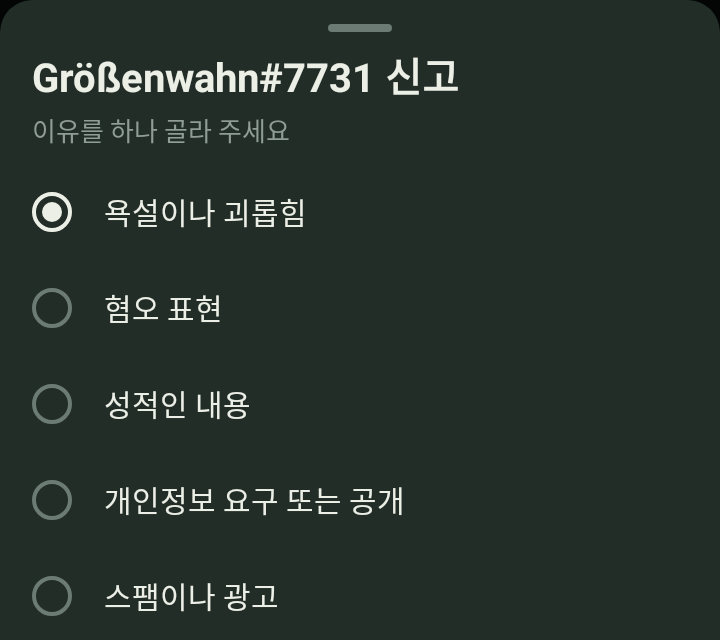 Größenwahn#7731 신고
이유를 하나 골라 주세요
욕설이나 괴롭힘
혐오 표현
성적인 내용
개인정보 요구 또는 공개
스팸이나 광고